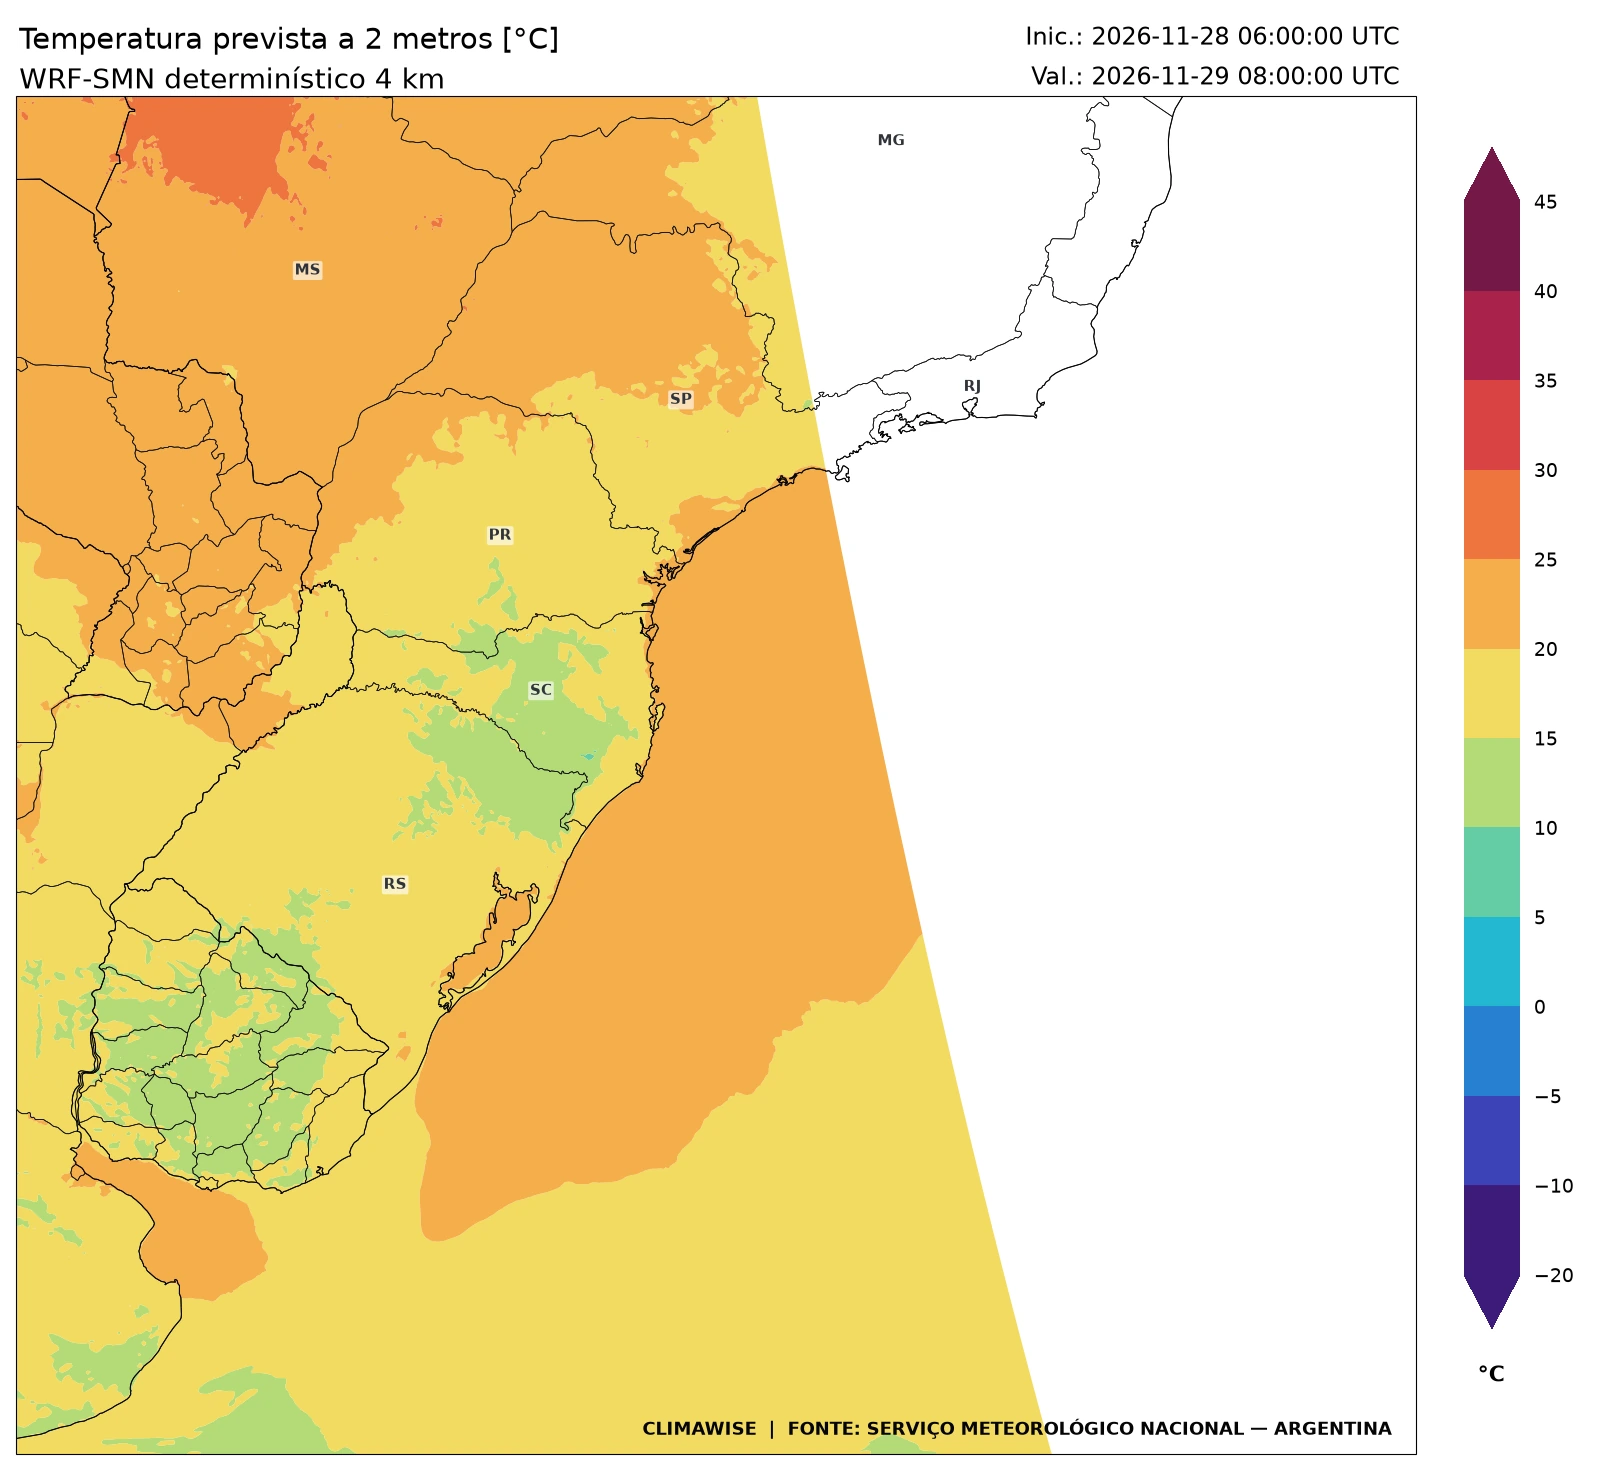 Temperatura prevista a 2 metros [°C]
WRF-SMN determinístico 4 km
Inic.: 2026-11-28 06:00:00 UTC
Val.: 2026-11-29 08:00:00 UTC
MG
MS
RJ
SP
PR
SC
RS
45
40
35
30
25
20
15
10
5
0
−5
−10
−20
°C
CLIMAWISE | FONTE: SERVIÇO METEOROLÓGICO NACIONAL — ARGENTINA